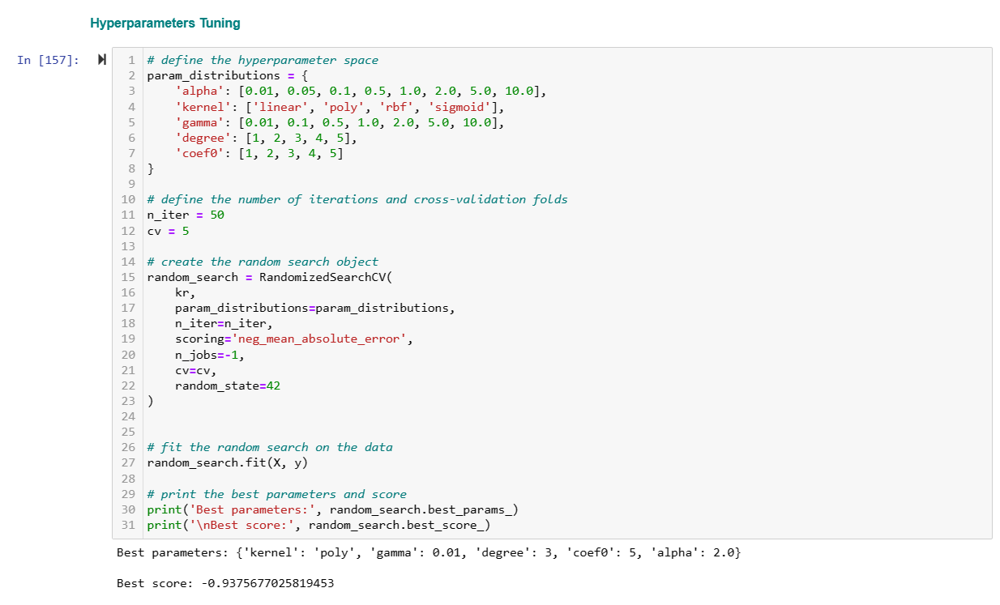 Hyperparameters Tuning
In [157]:
1 # define the hyperparameter space
2 param_distributions = {
3     'alpha': [0.01, 0.05, 0.1, 0.5, 1.0, 2.0, 5.0, 10.0],
4     'kernel': ['linear', 'poly', 'rbf', 'sigmoid'],
5     'gamma': [0.01, 0.1, 0.5, 1.0, 2.0, 5.0, 10.0],
6     'degree': [1, 2, 3, 4, 5],
7     'coef0': [1, 2, 3, 4, 5]
8 }
9
10 # define the number of iterations and cross-validation folds
11 n_iter = 50
12 cv = 5
13
14 # create the random search object
15 random_search = RandomizedSearchCV(
16     kr,
17     param_distributions=param_distributions,
18     n_iter=n_iter,
19     scoring='neg_mean_absolute_error',
20     n_jobs=-1,
21     cv=cv,
22     random_state=42
23 )
24
25
26 # fit the random search on the data
27 random_search.fit(X, y)
28
29 # print the best parameters and score
30 print('Best parameters:', random_search.best_params_)
31 print('\nBest score:', random_search.best_score_)
Best parameters: {'kernel': 'poly', 'gamma': 0.01, 'degree': 3, 'coef0': 5, 'alpha': 2.0}
Best score: -0.9375677025819453